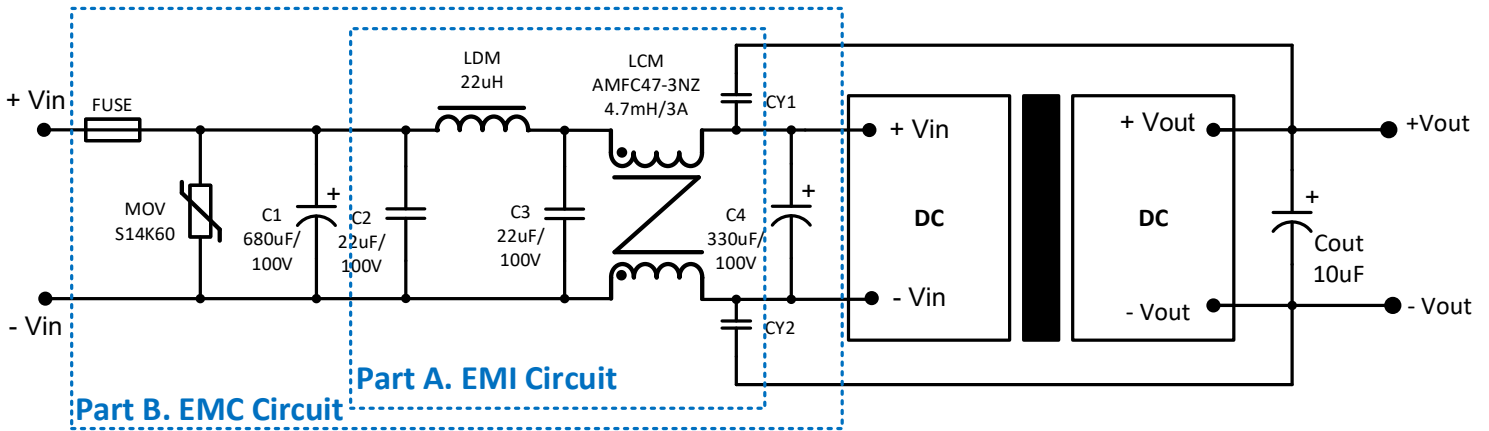 + Vin
FUSE
MOV
S14K60
- Vin
+
C1
680uF/
100V
C2
22uF/
100V
LDM
22uH
C3
22uF/
100V
LCM
AMFC47-3NZ
4.7mH/3A
CY1
+
C4
330uF/
100V
CY2
+ Vin
DC
- Vin
+ Vout
DC
- Vout
+Vout
+
Cout
10uF
- Vout
Part A. EMI Circuit
Part B. EMC Circuit